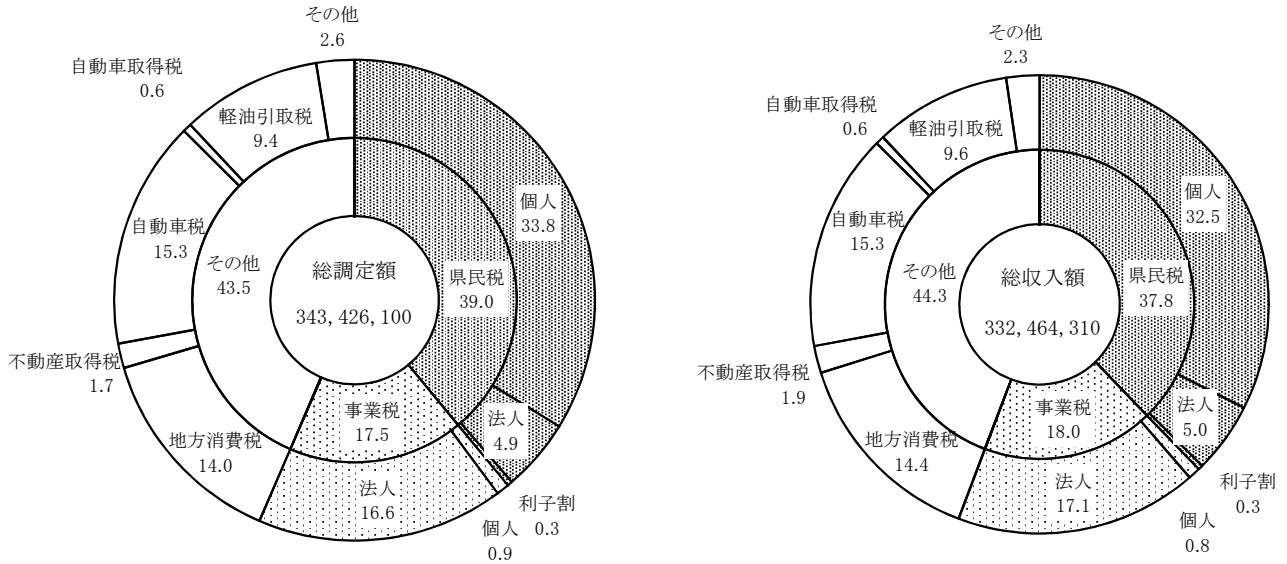 その他
2.6
自動車取得税
0.6
軽油引取税
9.4
個人
33.8
自動車税
15.3
その他
43.5
総調定額
343,426,100
県民税
39.0
不動産取得税
1.7
事業税
17.5
法人
4.9
地方消費税
14.0
法人
16.6
利子割
0.3
個人
0.9
その他
2.3
自動車取得税
0.6
軽油引取税
9.6
個人
32.5
自動車税
15.3
その他
44.3
総収入額
332,464,310
県民税
37.8
不動産取得税
1.9
事業税
18.0
法人
5.0
地方消費税
14.4
法人
17.1
利子割
0.3
個人
0.8